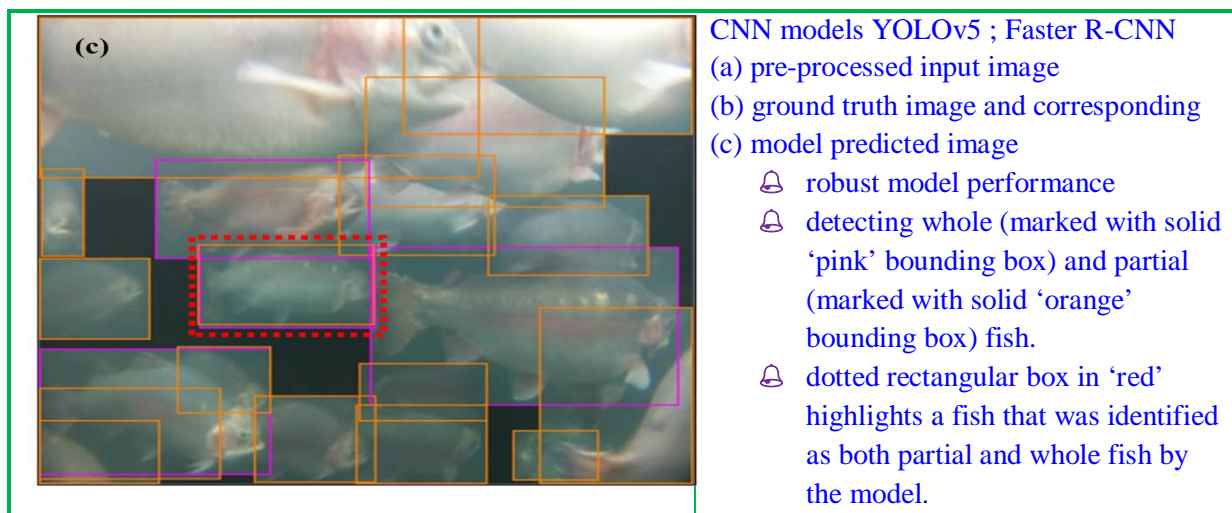 (c)
CNN models YOLOv5 ; Faster R-CNN
(a) pre-processed input image
(b) ground truth image and corresponding
(c) model predicted image
robust model performance
detecting whole (marked with solid
‘pink’ bounding box) and partial
(marked with solid ‘orange’
bounding box) fish.
dotted rectangular box in ‘red’
highlights a fish that was identified
as both partial and whole fish by
the model.